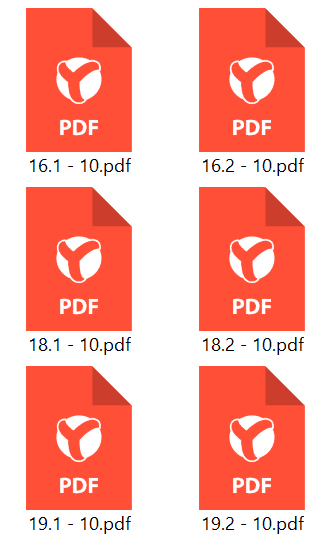 PDF PDF
16.1 - 10.pdf 16.2 - 10.pdf
PDF PDF
18.1 - 10.pdf 18.2 - 10.pdf
PDF PDF
19.1 - 10.pdf 19.2 - 10.pdf